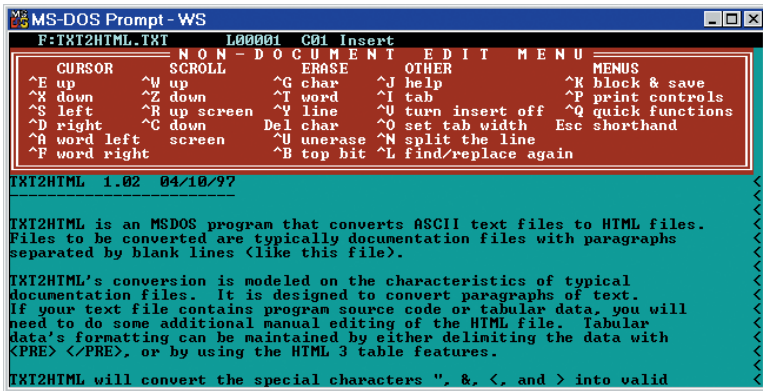 MS-DOS Prompt - WS
F:TXT2HTML.TXT L00001 C01 Insert
N O N - D O C U M E N T E D I T M E N U
CURSOR SCROLL ERASE OTHER MENUS
^E up ^W up ^G char ^J help ^K block & save
^X down ^Z down ^T word ^I tab ^P print controls
^S left ^R up screen ^Y line ^V turn insert off ^Q quick functions
^D right ^C down Del char ^O set tab width Esc shorthand
^A word left screen ^U unerase ^N split the line
^F word right ^B top bit ^L find/replace again
TXT2HTML 1.02 04/10/97 <
------------------------ <
<
TXT2HTML is an MSDOS program that converts ASCII text files to HTML files. <
Files to be converted are typically documentation files with paragraphs <
separated by blank lines (like this file). <
<
TXT2HTML's conversion is modeled on the characteristics of typical <
documentation files. It is designed to convert paragraphs of text. <
If your text file contains program source code or tabular data, you will <
need to do some additional manual editing of the HTML file. Tabular <
data's formatting can be maintained by either delimiting the data with <
<PRE> </PRE>, or by using the HTML 3 table features. <
<
TXT2HTML will convert the special characters ", &, <, and > into valid <